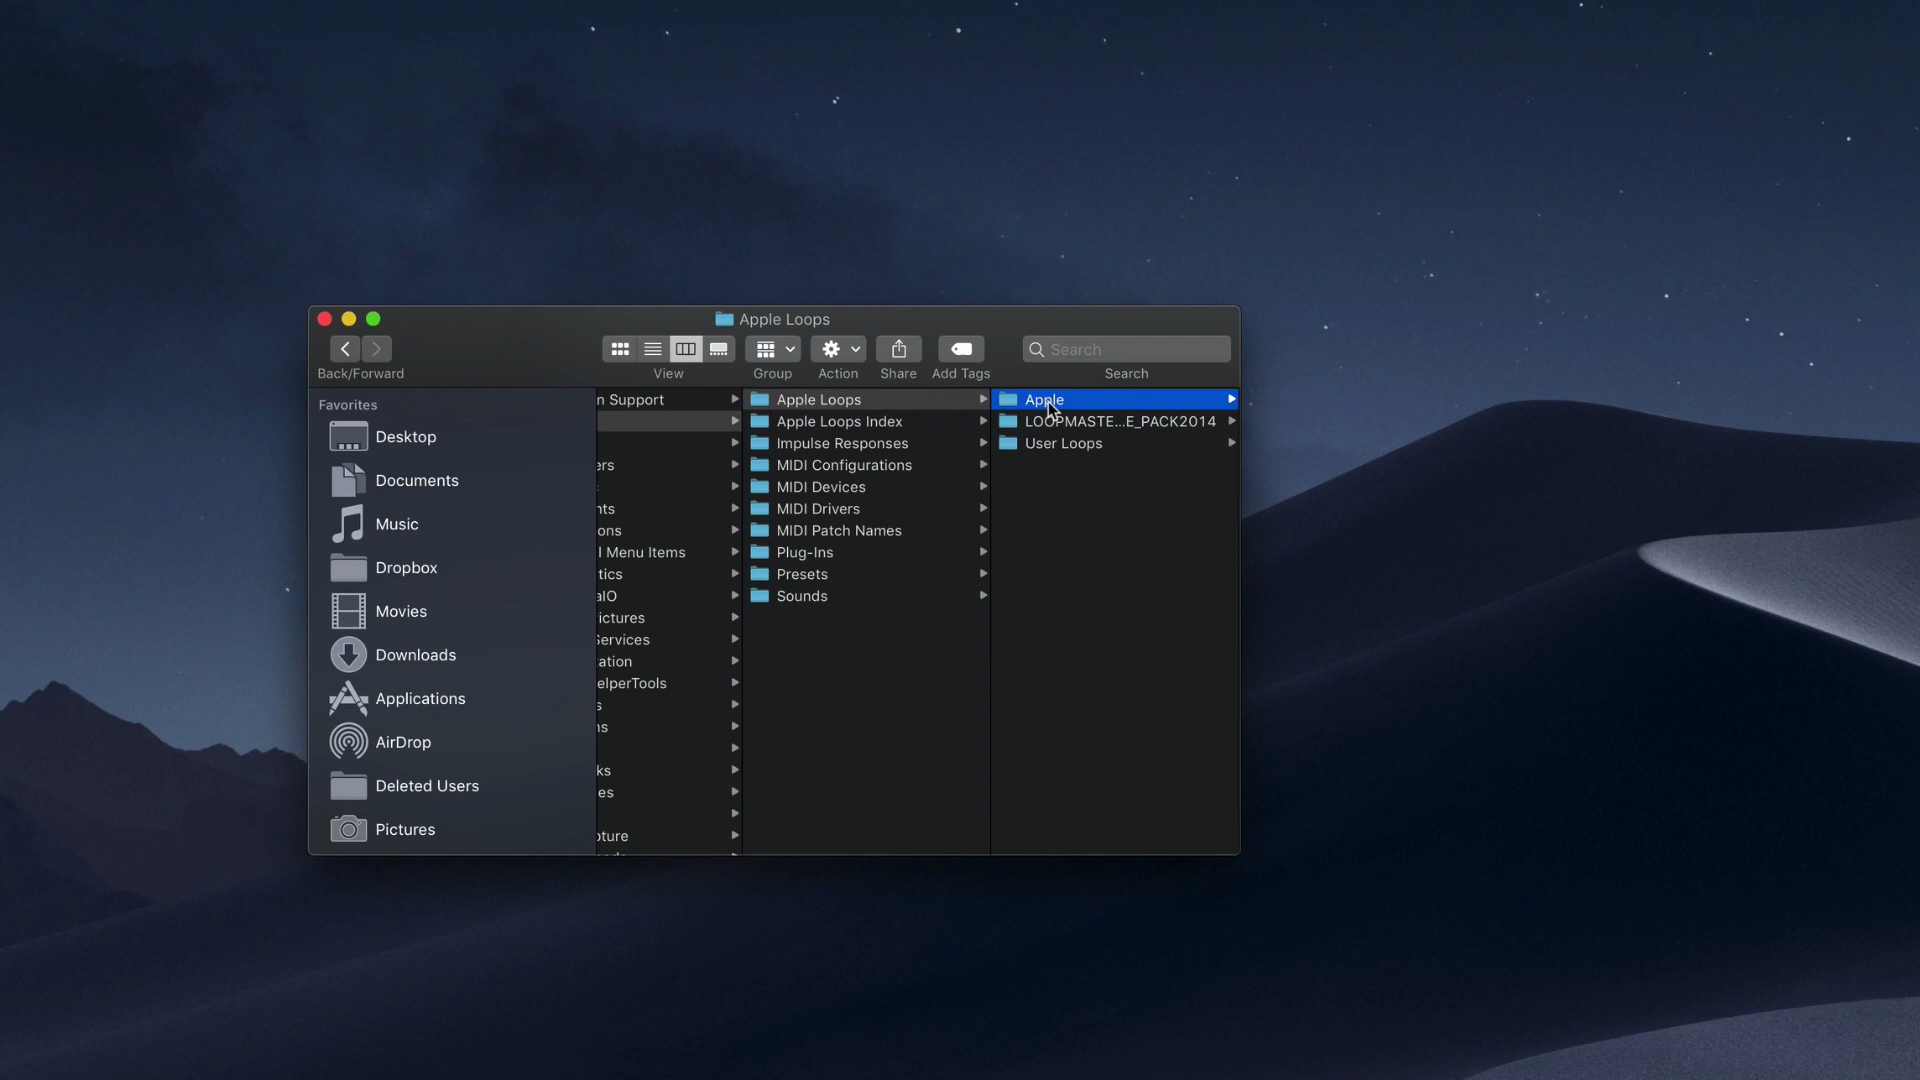 Apple Loops
Search
Back/Forward
View
Group
Action
Share
Add Tags
Search
Favorites
Desktop
Documents
Music
Dropbox
Movies
Downloads
Applications
AirDrop
Deleted Users
Pictures
n Support
ers
nts
ons
l Menu Items
tics
alO
ictures
Services
ation
elperTools
s
ns
ks
es
oture
Apple Loops
Apple Loops Index
Impulse Responses
MIDI Configurations
MIDI Devices
MIDI Drivers
MIDI Patch Names
Plug-Ins
Presets
Sounds
Apple
LOOPMASTE...E_PACK2014
User Loops